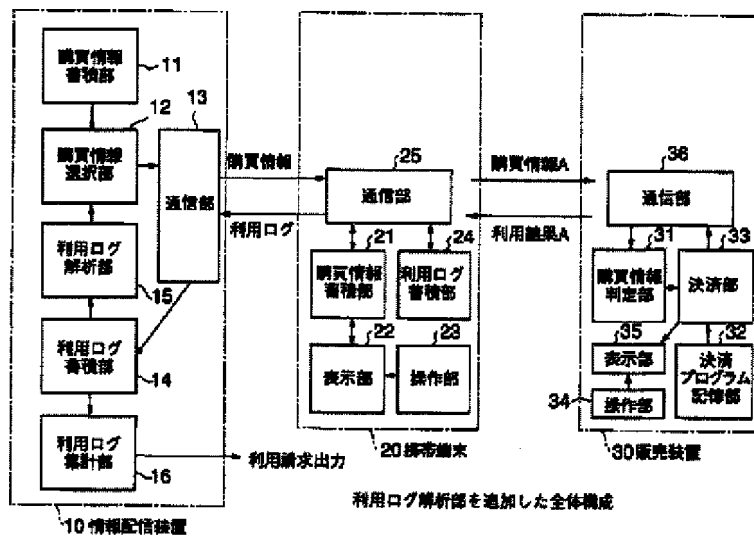 購買情報
蓄積部
11
12
13
購買情報
選択部
通信部
利用ログ
解析部
15
利用ログ
蓄積部
14
利用ログ
集計部
16
利用請求出力
10 情報配信装置
購買情報
利用ログ
25
通信部
21
24
購買情報
蓄積部
利用ログ
蓄積部
22
23
表示部
操作部
20 携帯端末
購買情報A
利用結果A
36
通信部
31
33
購買情報
判定部
決済部
35
32
表示部
決済
プログラム
記憶部
34
操作部
30 販売装置
利用ログ解析部を追加した全体構成